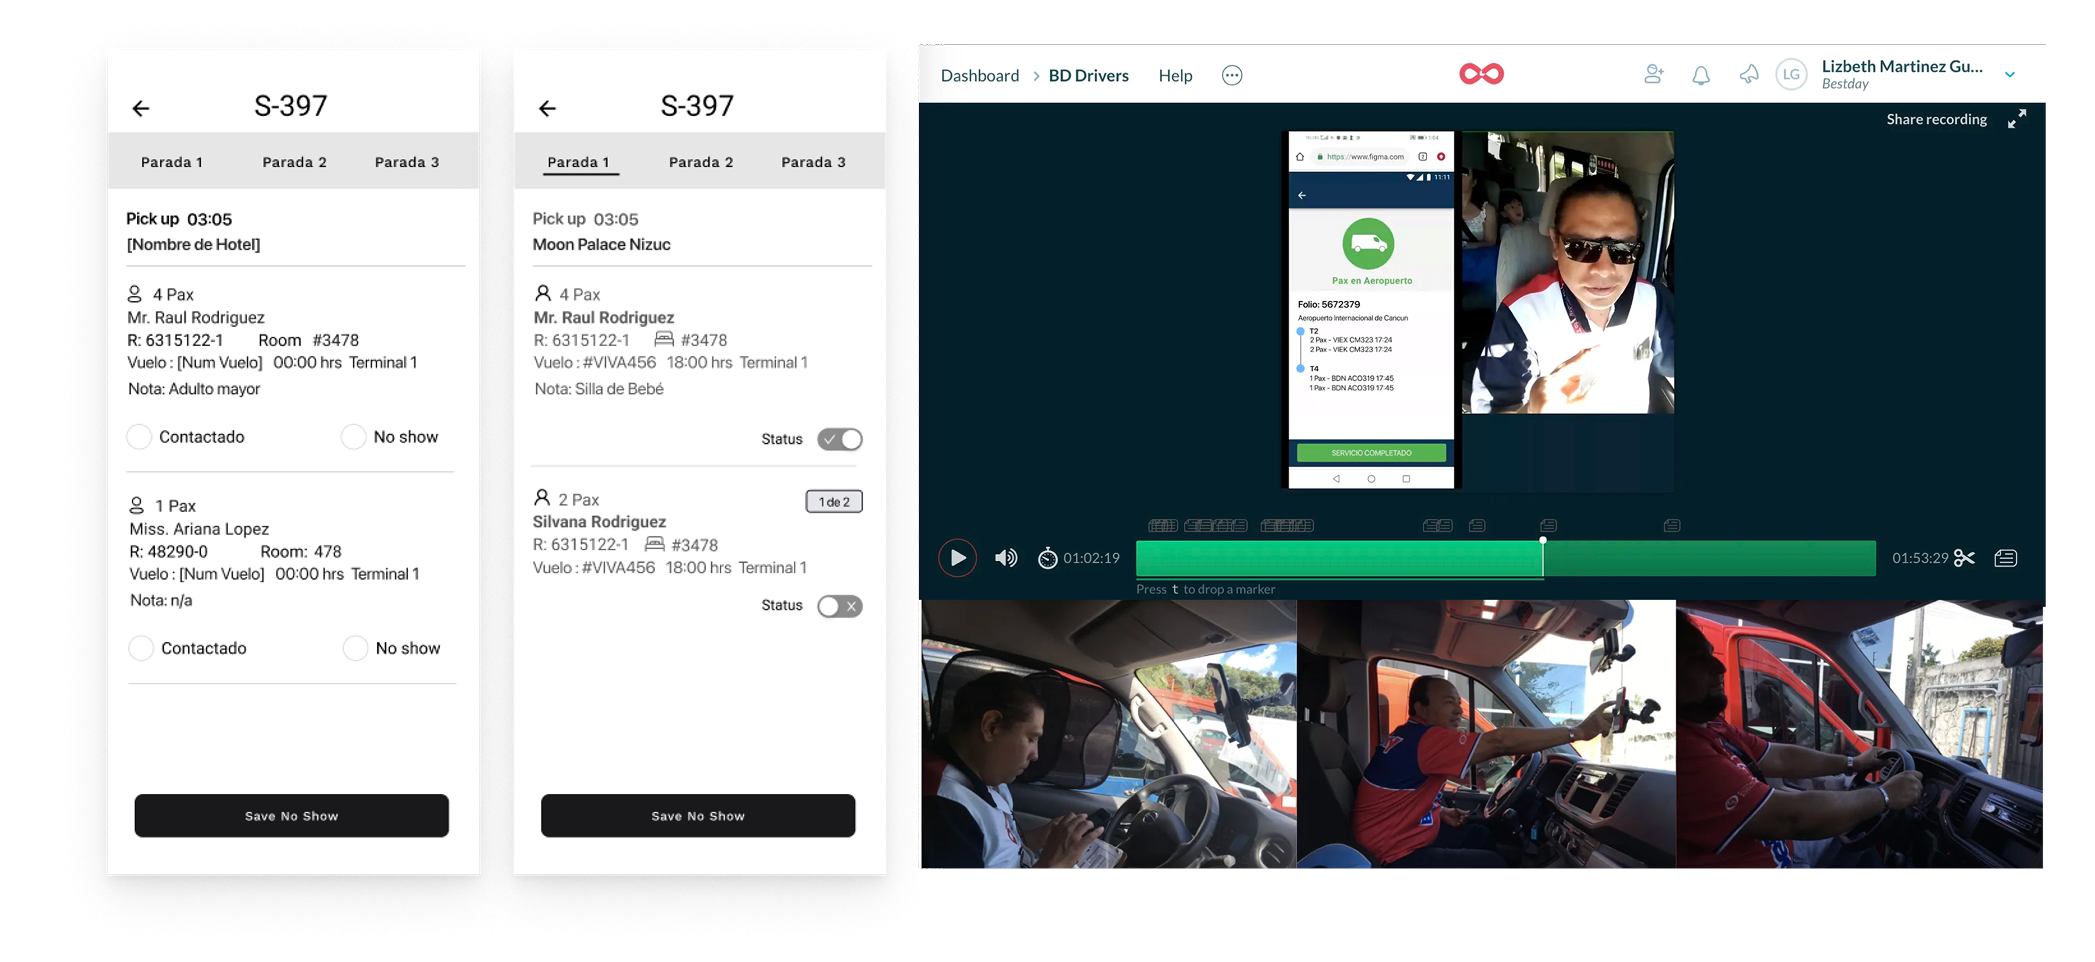 S-397
Parada 1 Parada 2 Parada 3
Pick up 03:05
[Nombre de Hotel]
4 Pax
Mr. Raul Rodriguez
R: 6315122-1 Room #3478
Vuelo : [Num Vuelo] 00:00 hrs Terminal 1
Nota: Adulto mayor
Contactado No show
1 Pax
Miss. Ariana Lopez
R: 48290-0 Room: 478
Vuelo : [Num Vuelo] 00:00 hrs Terminal 1
Nota: n/a
Contactado No show
Save No Show
S-397
Parada 1 Parada 2 Parada 3
Pick up 03:05
Moon Palace Nizuc
4 Pax
Mr. Raul Rodriguez
R: 6315122-1 #3478
Vuelo : #VIVA456 18:00 hrs Terminal 1
Nota: Silla de Bebé
Status
2 Pax 1 de 2
Silvana Rodriguez
R: 6315122-1 #3478
Vuelo : #VIVA456 18:00 hrs Terminal 1
Status
Save No Show
Dashboard > BD Drivers Help LG Lizbeth Martinez Gu...
Bestday
Share recording
1:04
https://www.figma.com
11:11
Pax en Aeropuerto
Folio: 5672379
Aeropuerto Internacional de Cancun
T2
2 Pax - VIEX CM323 17:24
2 Pax - VIEX CM323 17:24
T4
1 Pax - BDN ACO319 17:45
1 Pax - BDN ACO319 17:45
SERVICIO COMPLETADO
01:02:19 01:53:29
Press t to drop a marker